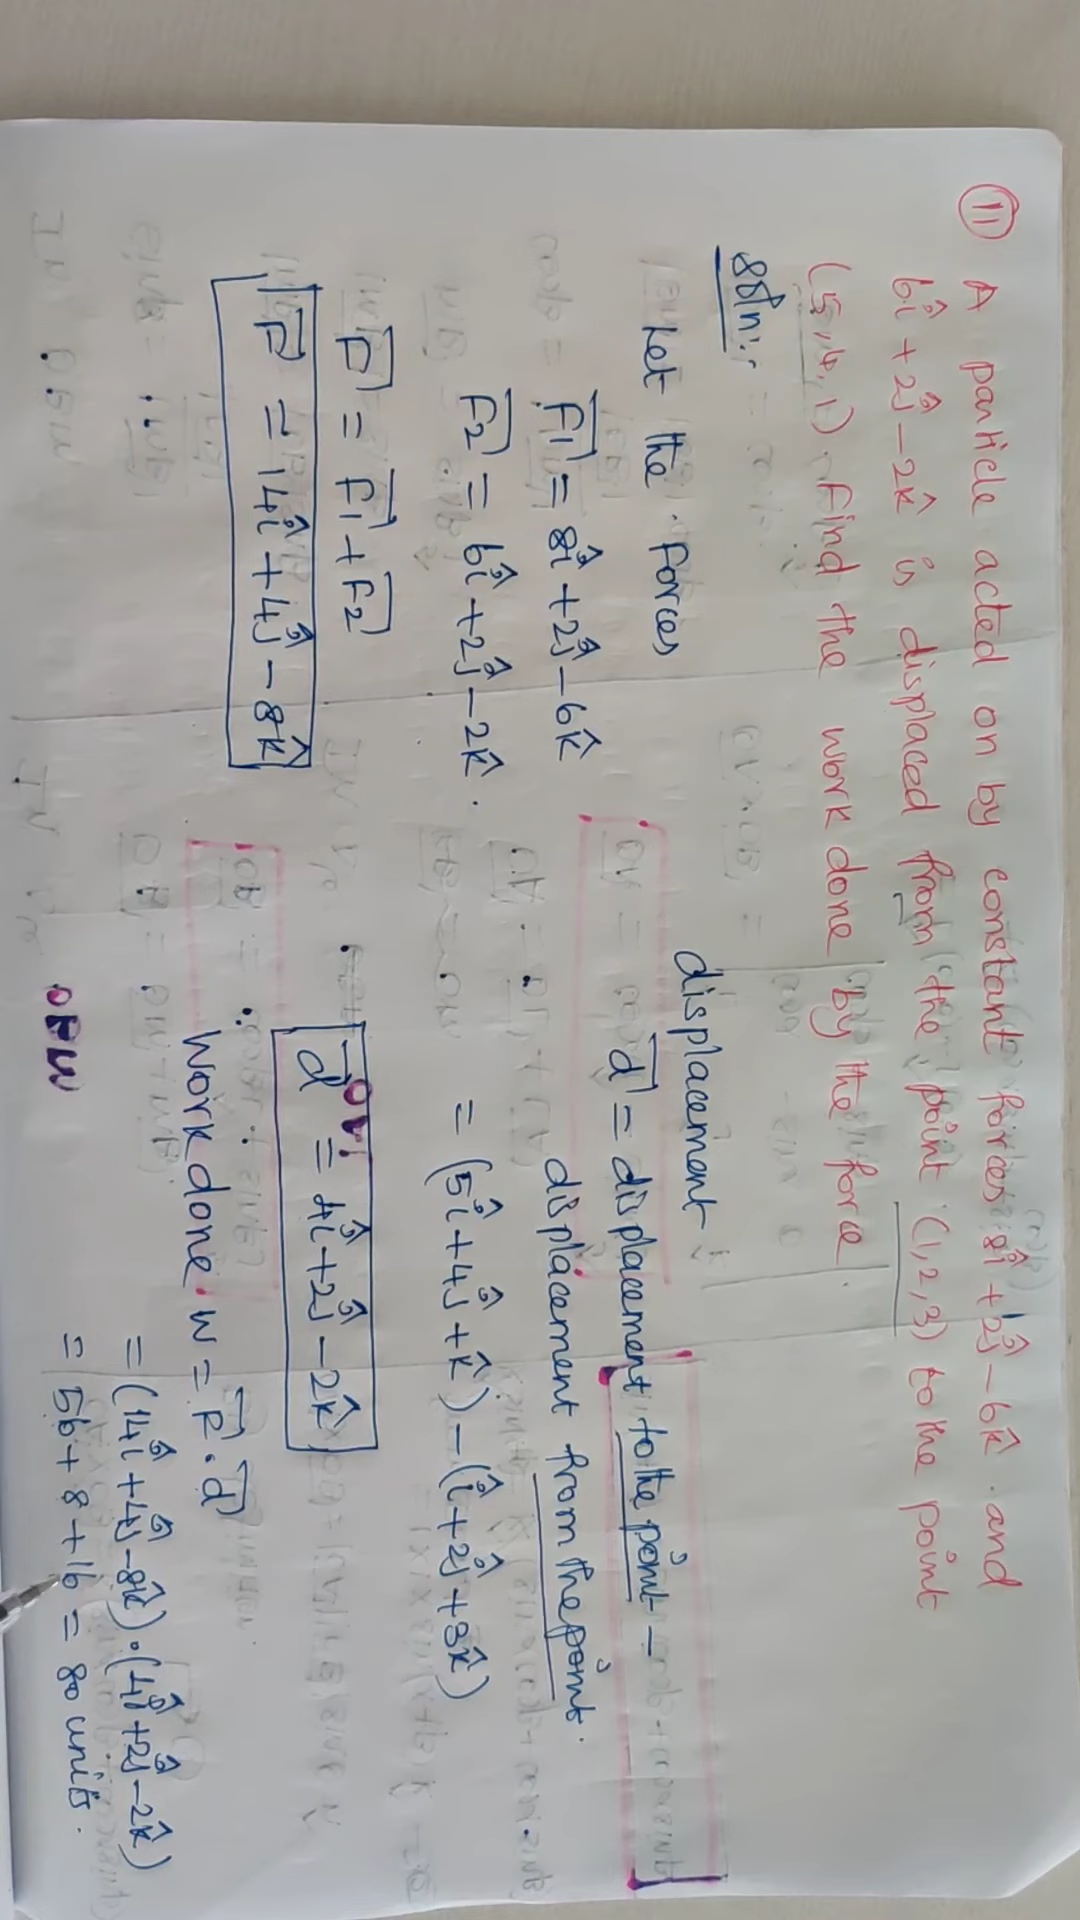 11 A particle acted on by constant forces 8î + 2ĵ - 6k̂ and
6î + 2ĵ - 2k̂ is displaced from the point (1,2,3) to the point
(5,4,1). Find the work done by the force.
soln:-
Let the forces
F1 = 8î + 2ĵ - 6k̂
F2 = 6î + 2ĵ - 2k̂.
F = F1 + F2
F = 14î + 4ĵ - 8k̂
displacement
d = displacement to the point -
displacement from the point.
= (5î + 4ĵ + k̂) - (î + 2ĵ + 3k̂)
d = 4î + 2ĵ - 2k̂
∴ Work done W = F · d
= (14î + 4ĵ - 8k̂) · (4î + 2ĵ - 2k̂)
= 56 + 8 + 16 = 80 units.